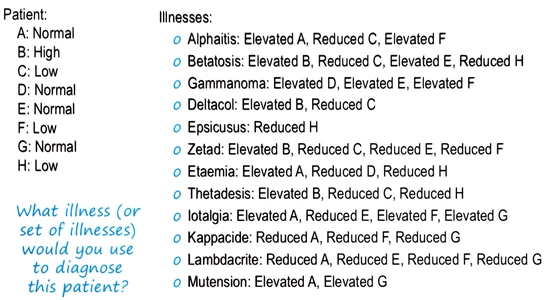 Patient:
A: Normal
B: High
C: Low
D: Normal
E: Normal
F: Low
G: Normal
H: Low
What illness (or
set of illnesses)
would you use
to diagnose
this patient?
Illnesses:
o Alphaitis: Elevated A, Reduced C, Elevated F
o Betatosis: Elevated B, Reduced C, Elevated E, Reduced H
o Gammanoma: Elevated D, Elevated E, Elevated F
o Deltacol: Elevated B, Reduced C
o Epsicusus: Reduced H
o Zetad: Elevated B, Reduced C, Reduced E, Reduced F
o Etaemia: Elevated A, Reduced D, Reduced H
o Thetadesis: Elevated B, Reduced C, Reduced H
o Iotalgia: Elevated A, Reduced E, Elevated F, Elevated G
o Kappacide: Reduced A, Reduced F, Reduced G
o Lambdacrite: Reduced A, Reduced E, Reduced F, Reduced G
o Mutension: Elevated A, Elevated G